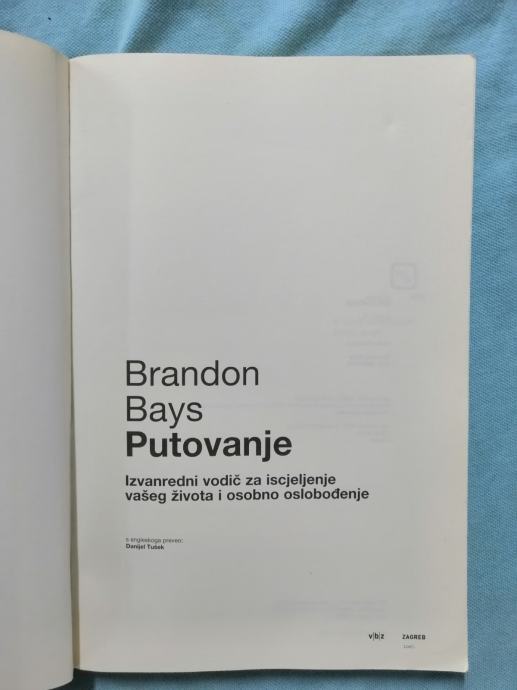 Brandon
Bays
Putovanje
Izvanredni vodič za iscjeljenje
vašeg života i osobno oslobođenje
s engleskoga preveo:
Danijel Tušek
v|b|z ZAGREB